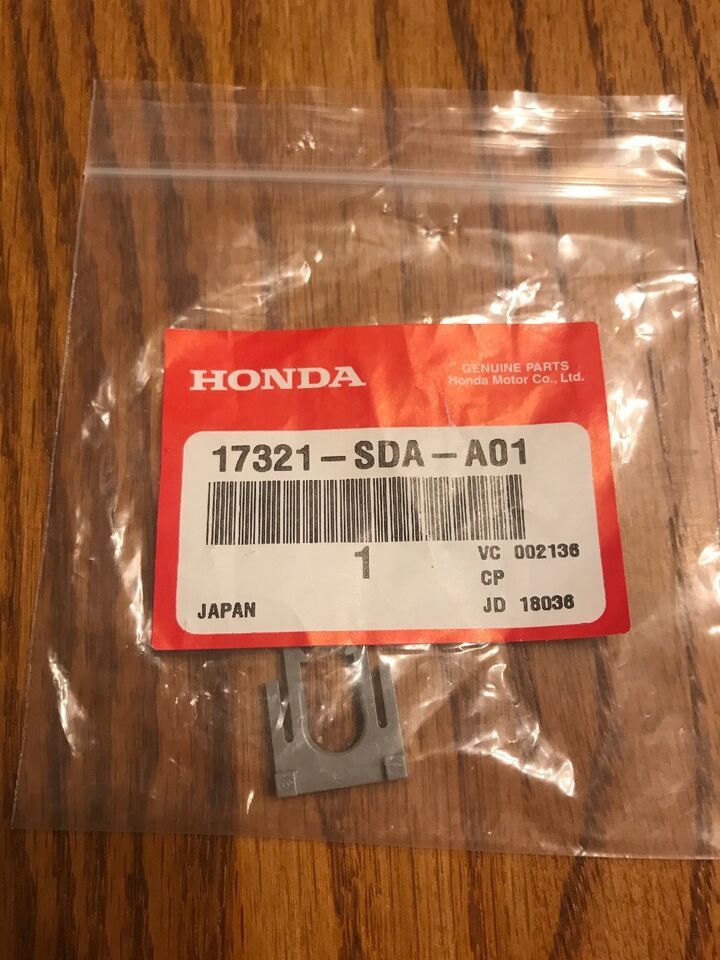 HONDA
GENUINE PARTS
Honda Motor Co., Ltd.
17321-SDA-A01
1
VC 002136
CP
JAPAN
JD 18036